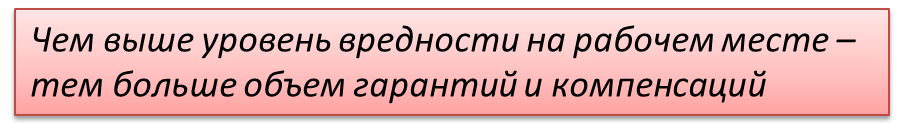 Чем выше уровень вредности на рабочем месте –
тем больше объем гарантий и компенсаций